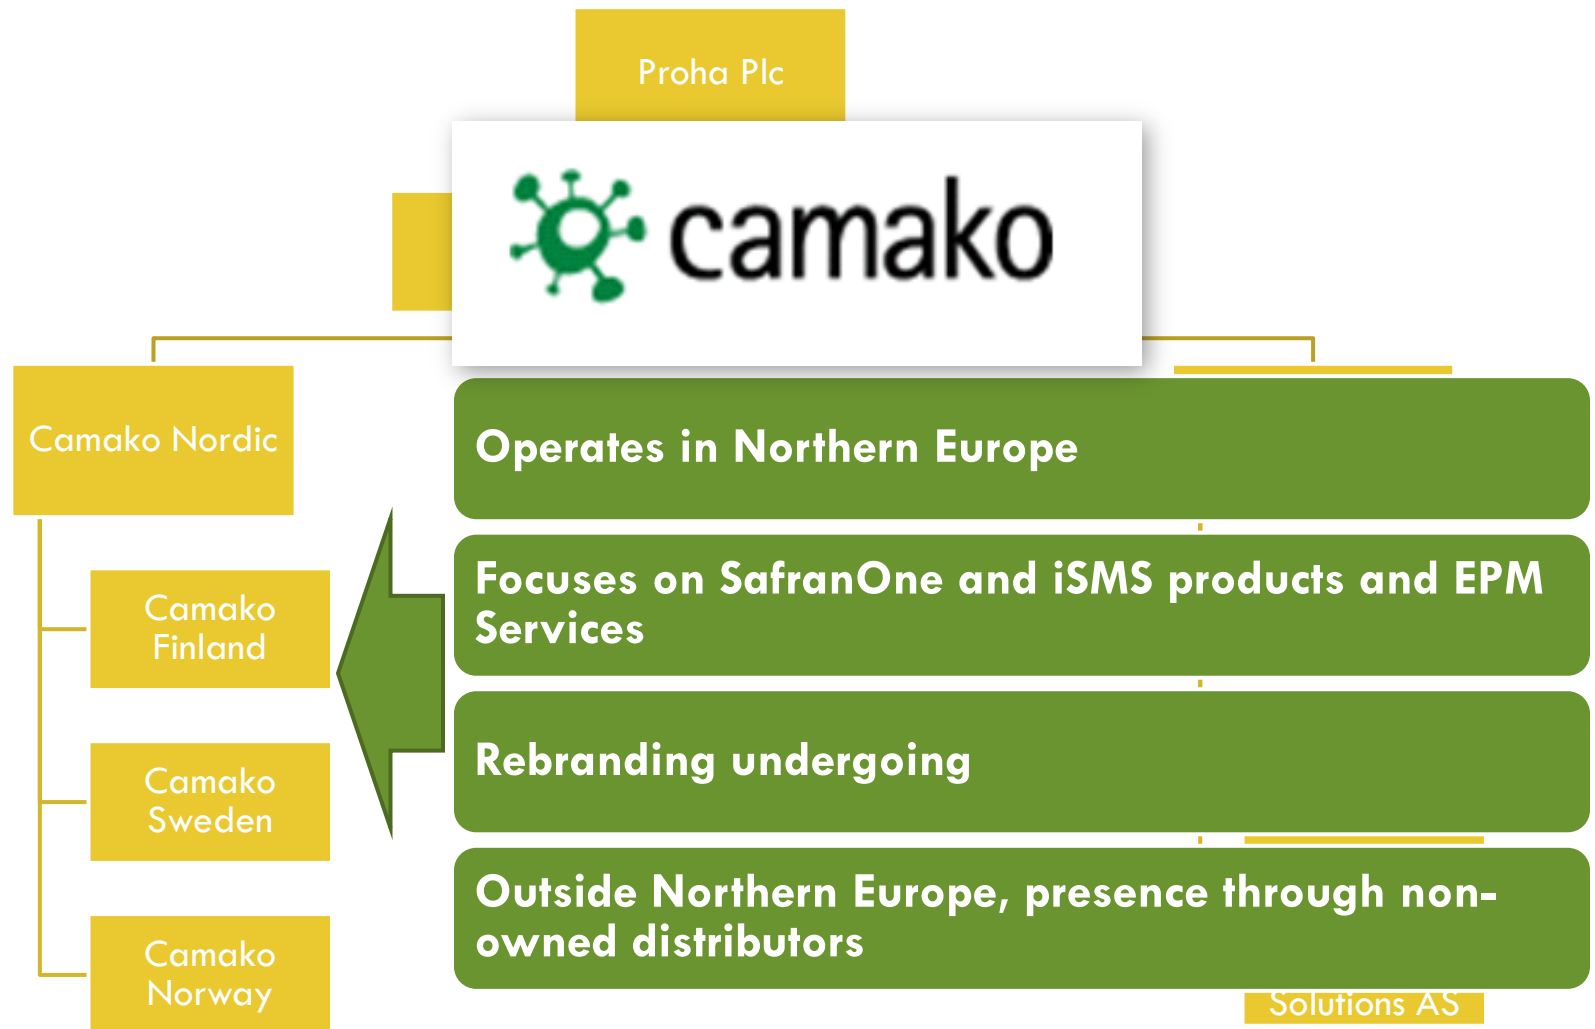 Proha Plc
camako
Camako Nordic
Camako
Finland
Camako
Sweden
Camako
Norway
Operates in Northern Europe
Focuses on SafranOne and iSMS products and EPM
Services
Rebranding undergoing
Outside Northern Europe, presence through non-
owned distributors
Solutions AS